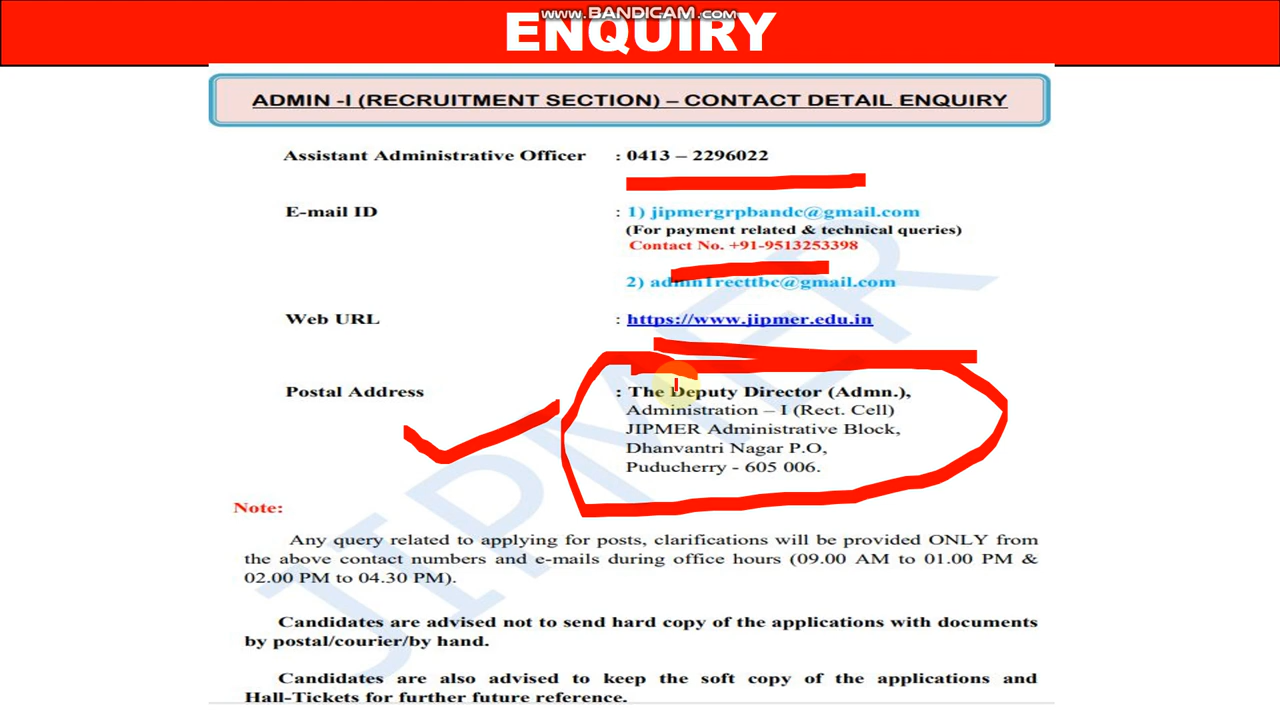 www.BANDICAM.com
ENQUIRY
ADMIN -I (RECRUITMENT SECTION) – CONTACT DETAIL ENQUIRY
Assistant Administrative Officer : 0413 – 2296022
E-mail ID : 1) jipmergrpbandc@gmail.com
(For payment related & technical queries)
Contact No. +91-9513253398
2) admin1recttbc@gmail.com
Web URL : https://www.jipmer.edu.in
Postal Address : The Deputy Director (Admn.),
Administration – I (Rect. Cell)
JIPMER Administrative Block,
Dhanvantri Nagar P.O,
Puducherry - 605 006.
Note:
Any query related to applying for posts, clarifications will be provided ONLY from
the above contact numbers and e-mails during office hours (09.00 AM to 01.00 PM &
02.00 PM to 04.30 PM).
Candidates are advised not to send hard copy of the applications with documents
by postal/courier/by hand.
Candidates are also advised to keep the soft copy of the applications and
Hall-Tickets for further future reference.
JIPMER